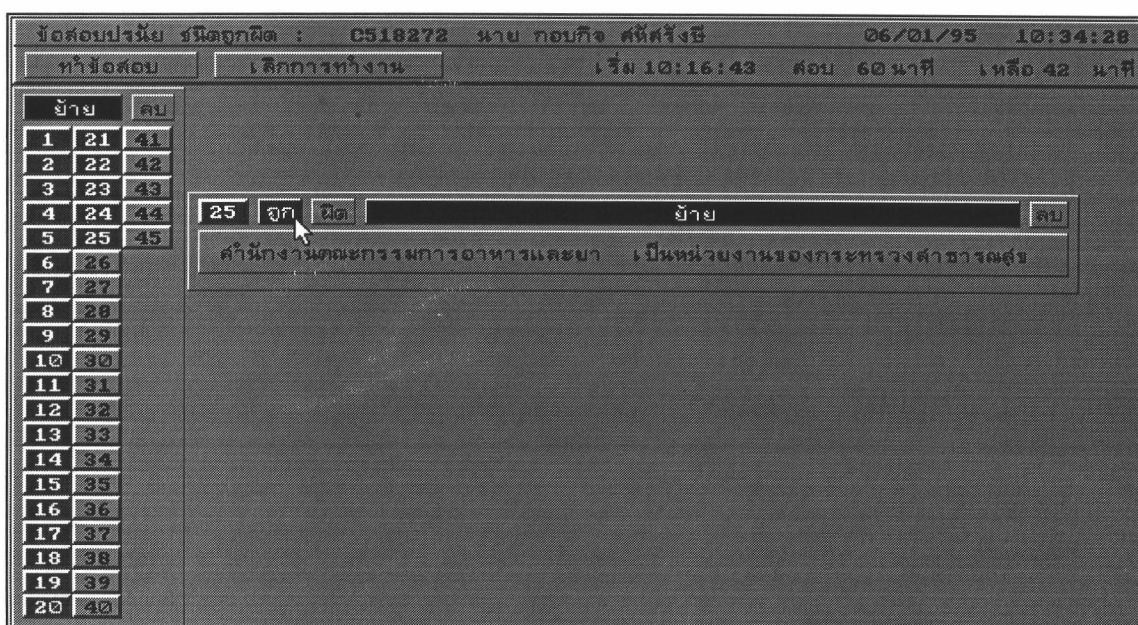 ข้อสอบปรนัย ชนิดถูกผิด : C518272 นาย กอบกิจ สหัสรังษี 06/01/95 10:34:28
ทำข้อสอบ เลิกการทำงาน เริ่ม 10:16:43 สอบ 60 นาที เหลือ 42 นาที
ย้าย ลบ
1 21 41
2 22 42
3 23 43
4 24 44
5 25 45
6 26
7 27
8 28
9 29
10 30
11 31
12 32
13 33
14 34
15 35
16 36
17 37
18 38
19 39
20 40
25 ถูก ผิด ย้าย ลบ
สำนักงานคณะกรรมการอาหารและยา เป็นหน่วยงานของกระทรวงสาธารณสุข